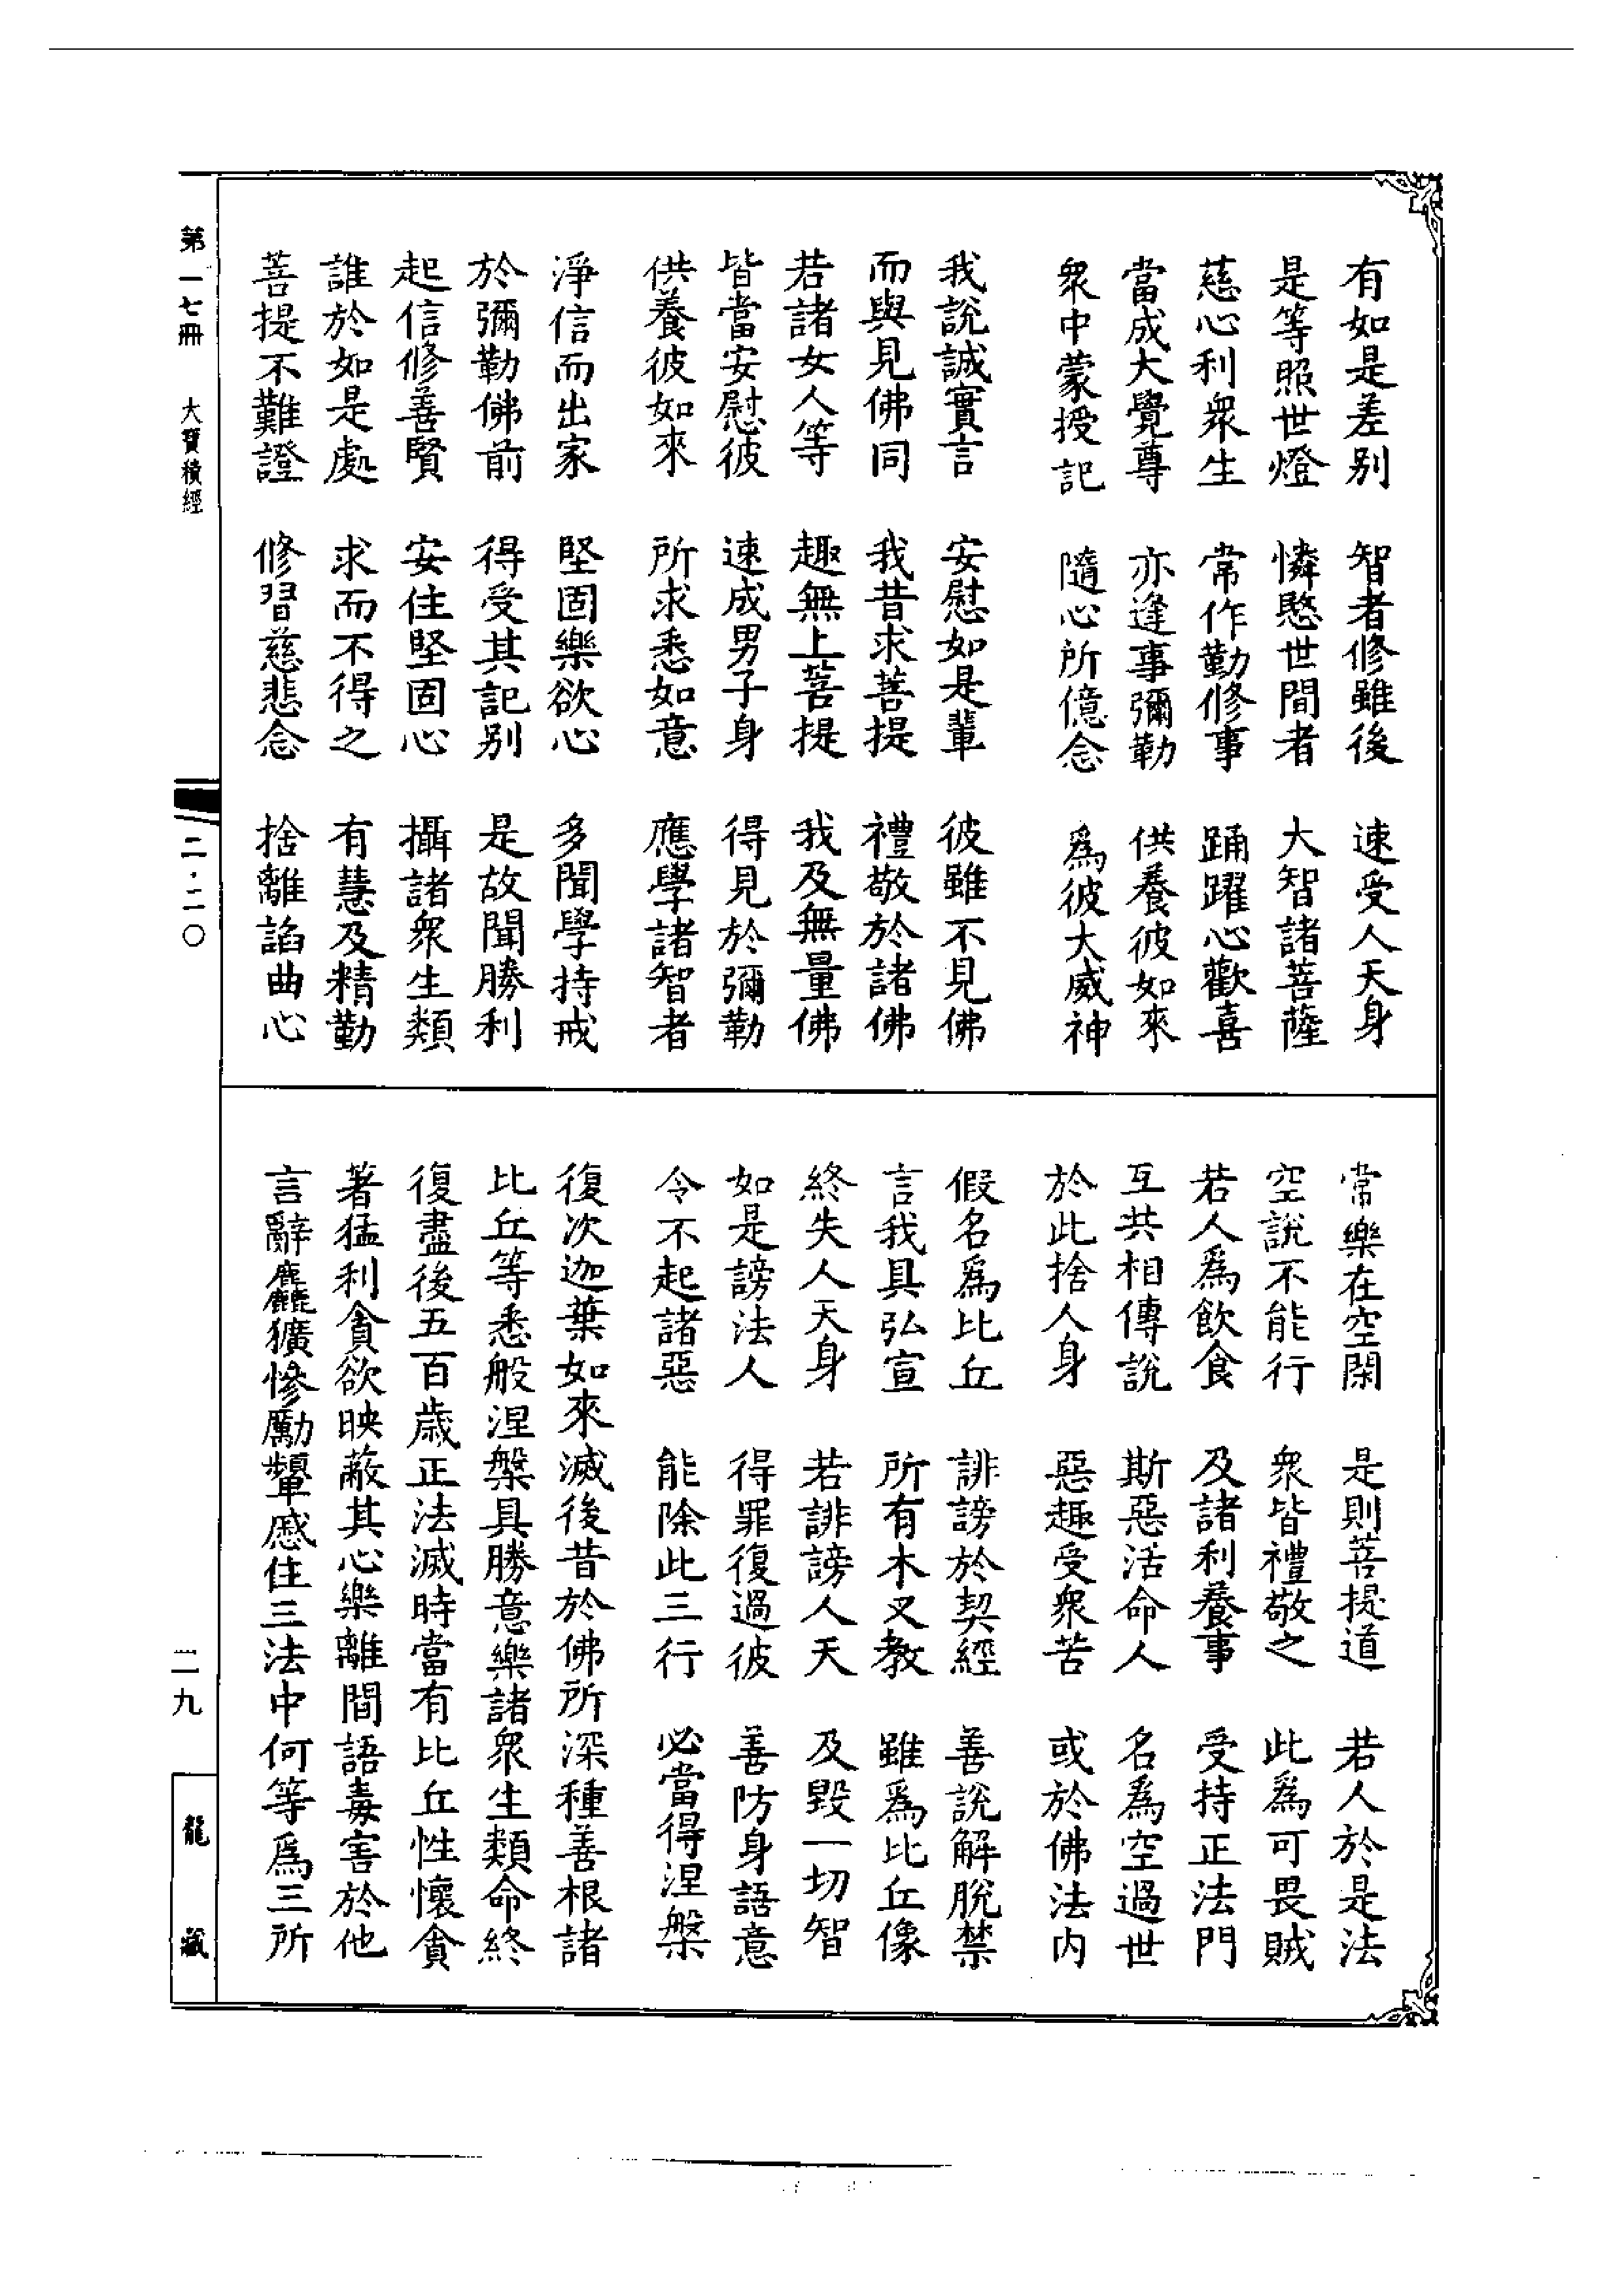 有如是差别　智者修雖後　速受人天身
是等照世燈　憐愍世間者　大智諸菩薩
慈心利衆生　常作勤修事　踊躍心歡喜
當成大覺尊　亦逢事彌勒　供養彼如來
衆中蒙授記　隨心所憶念　爲彼大威神
我說誠實言　安慰如是輩　彼雖不見佛
而與見佛同　我昔求菩提　禮敬於諸佛
若諸女人等　趣無上菩提　我及無量佛
皆當安慰彼　速成男子身　得見於彌勒
供養彼如來　所求悉如意　應學諸智者
淨信而出家　堅固樂欲心　多聞學持戒
於彌勒佛前　得受其記别　是故聞勝利
起信修善賢　安住堅固心　攝諸衆生類
誰於如是處　求而不得之　有慧及精勤
菩提不難證　修習慈悲念　捨離諂曲心
常樂在空閑　是則菩提道　若人於是法
空說不能行　衆皆禮敬之　此爲可畏賊
若人爲飲食　及諸利養事　受持正法門
互共相傳說　斯惡活命人　名爲空過世
於此捨人身　惡趣受衆苦　或於佛法内
假名爲比丘　誹謗於契經　善說解脫禁
言我具弘宣　所有木叉教　雖爲比丘像
終失人天身　若誹謗人天　及毀一切智
如是謗法人　得罪復過彼　善防身語意
令不起諸惡　能除此三行　必當得涅槃
復次迦葉如來滅後昔於佛所深種善根諸
比丘等悉般涅槃具勝意樂諸衆生類命終
復盡後五百歲正法滅時當有比丘性懷貪
著猛利貪欲映蔽其心樂離間語毒害於他
言辭麤獷慘勵顰慼住三法中何等爲三所
第一七冊　大寶積經
二·二〇
二九
龍藏